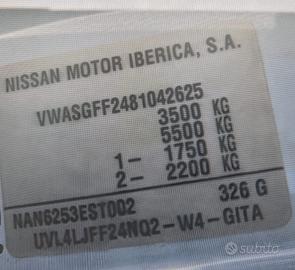 NISSAN MOTOR IBERICA, S.A.
VWASGFF2481042625
3500 KG
5500 KG
1- 1750 KG
2- 2200 KG
NAN6253EST002 326 G
UVL4LJFF24NQ2-W4-GITA
subito